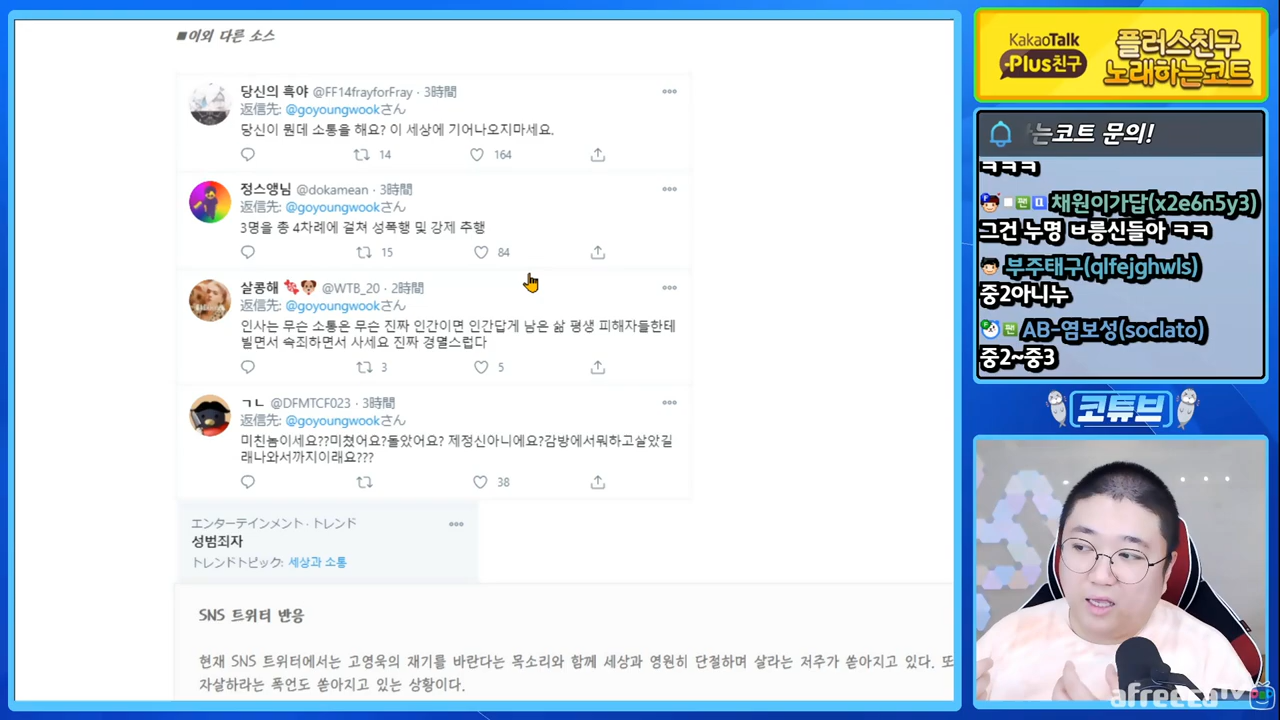 ■이외 다른 소스
당신의 흑야 @FF14frayforFray · 3時間
返信先: @goyoungwookさん
당신이 뭔데 소통을 해요? 이 세상에 기어나오지마세요.
14 164
정스앵님 @dokamean · 3時間
返信先: @goyoungwookさん
3명을 총 4차례에 걸쳐 성폭행 및 강제 추행
15 84
살콩해 @WTB_20 · 2時間
返信先: @goyoungwookさん
인사는 무슨 소통은 무슨 진짜 인간이면 인간답게 남은 삶 평생 피해자들한테
빌면서 속죄하면서 사세요 진짜 경멸스럽다
3 5
ㄱㄴ @DFMTCF023 · 3時間
返信先: @goyoungwookさん
미친놈이세요??미쳤어요?돌았어요? 제정신아니에요?감방에서뭐하고살았길
래나와서까지이래요???
38
エンターテインメント · トレンド
성범죄자
トレンドトピック: 세상과 소통
SNS 트위터 반응
현재 SNS 트위터에서는 고영욱의 재기를 바란다는 목소리와 함께 세상과 영원히 단절하며 살라는 저주가 쏟아지고 있다. 또
자살하라는 폭언도 쏟아지고 있는 상황이다.
KakaoTalk
Plus친구
플러스친구
노래하는코트
는코트 문의!
ㅋㅋㅋ
채원이가답(x2e6n5y3)
그건 누명 ㅂ릉신들아 ㅋㅋ
부주태구(qlfejghwls)
중2아니누
AB-염보성(soclato)
중2~중3
코튜브
afreecaTV